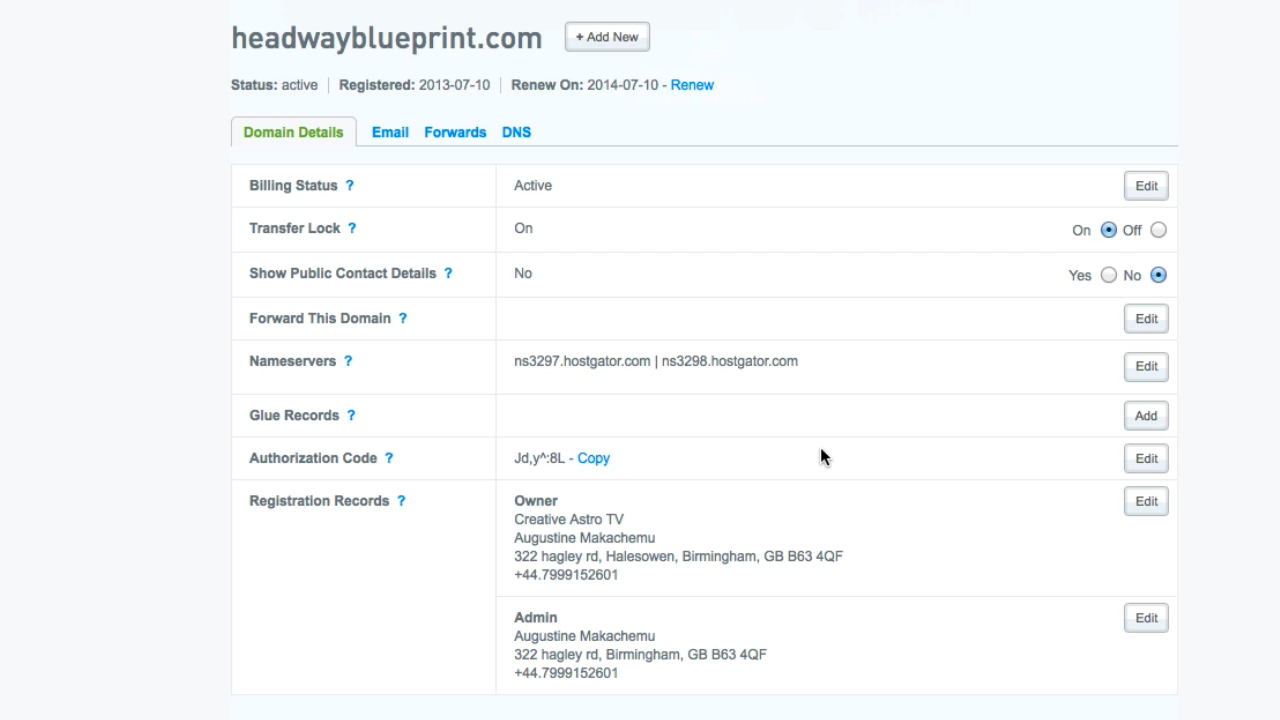 headwayblueprint.com + Add New
Status: active Registered: 2013-07-10 Renew On: 2014-07-10 - Renew
Domain Details Email Forwards DNS
Billing Status ? Active Edit
Transfer Lock ? On On Off
Show Public Contact Details ? No Yes No
Forward This Domain ? Edit
Nameservers ? ns3297.hostgator.com | ns3298.hostgator.com Edit
Glue Records ? Add
Authorization Code ? Jd,y^:8L - Copy Edit
Registration Records ? Owner Edit
Creative Astro TV
Augustine Makachemu
322 hagley rd, Halesowen, Birmingham, GB B63 4QF
+44.7999152601
Admin Edit
Augustine Makachemu
322 hagley rd, Birmingham, GB B63 4QF
+44.7999152601